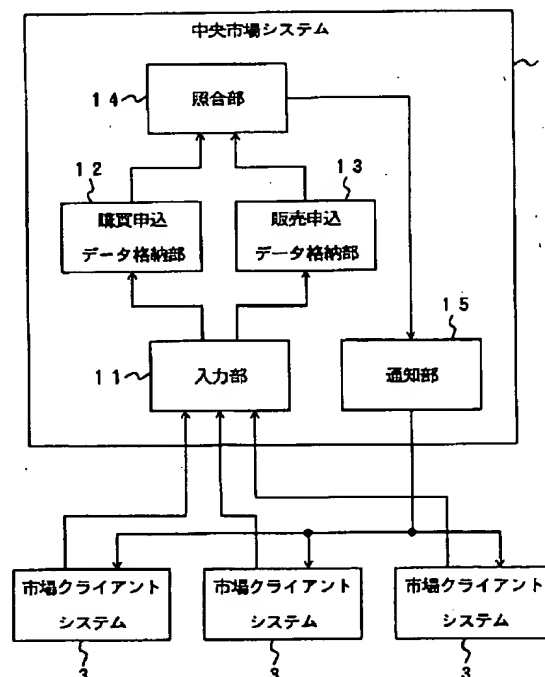 中央市場システム
14
照合部
12
13
購買申込
データ格納部
販売申込
データ格納部
15
11
入力部
通知部
市場クライアント
システム
市場クライアント
システム
市場クライアント
システム
3
3
3